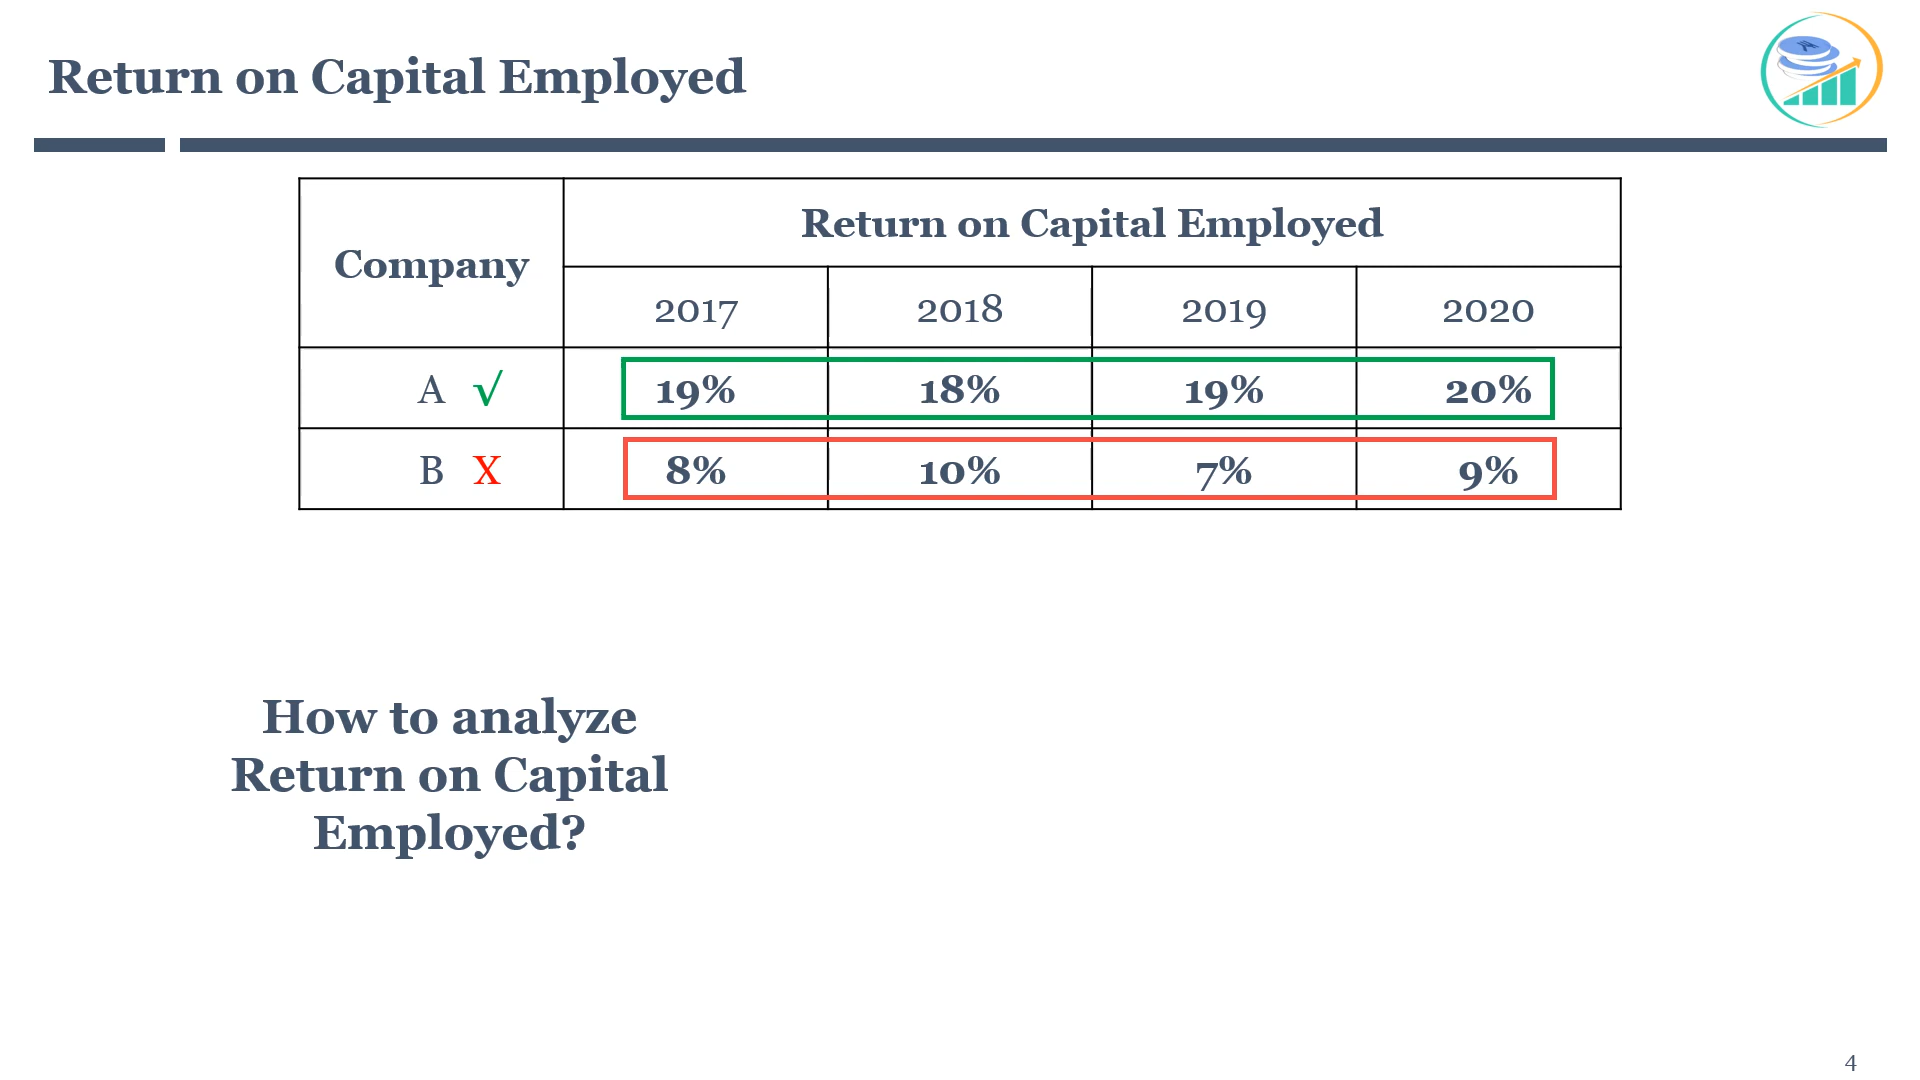 Return on Capital Employed
Company
Return on Capital Employed
2017 2018 2019 2020
A √ 19% 18% 19% 20%
B X 8% 10% 7% 9%
How to analyze
Return on Capital
Employed?
4